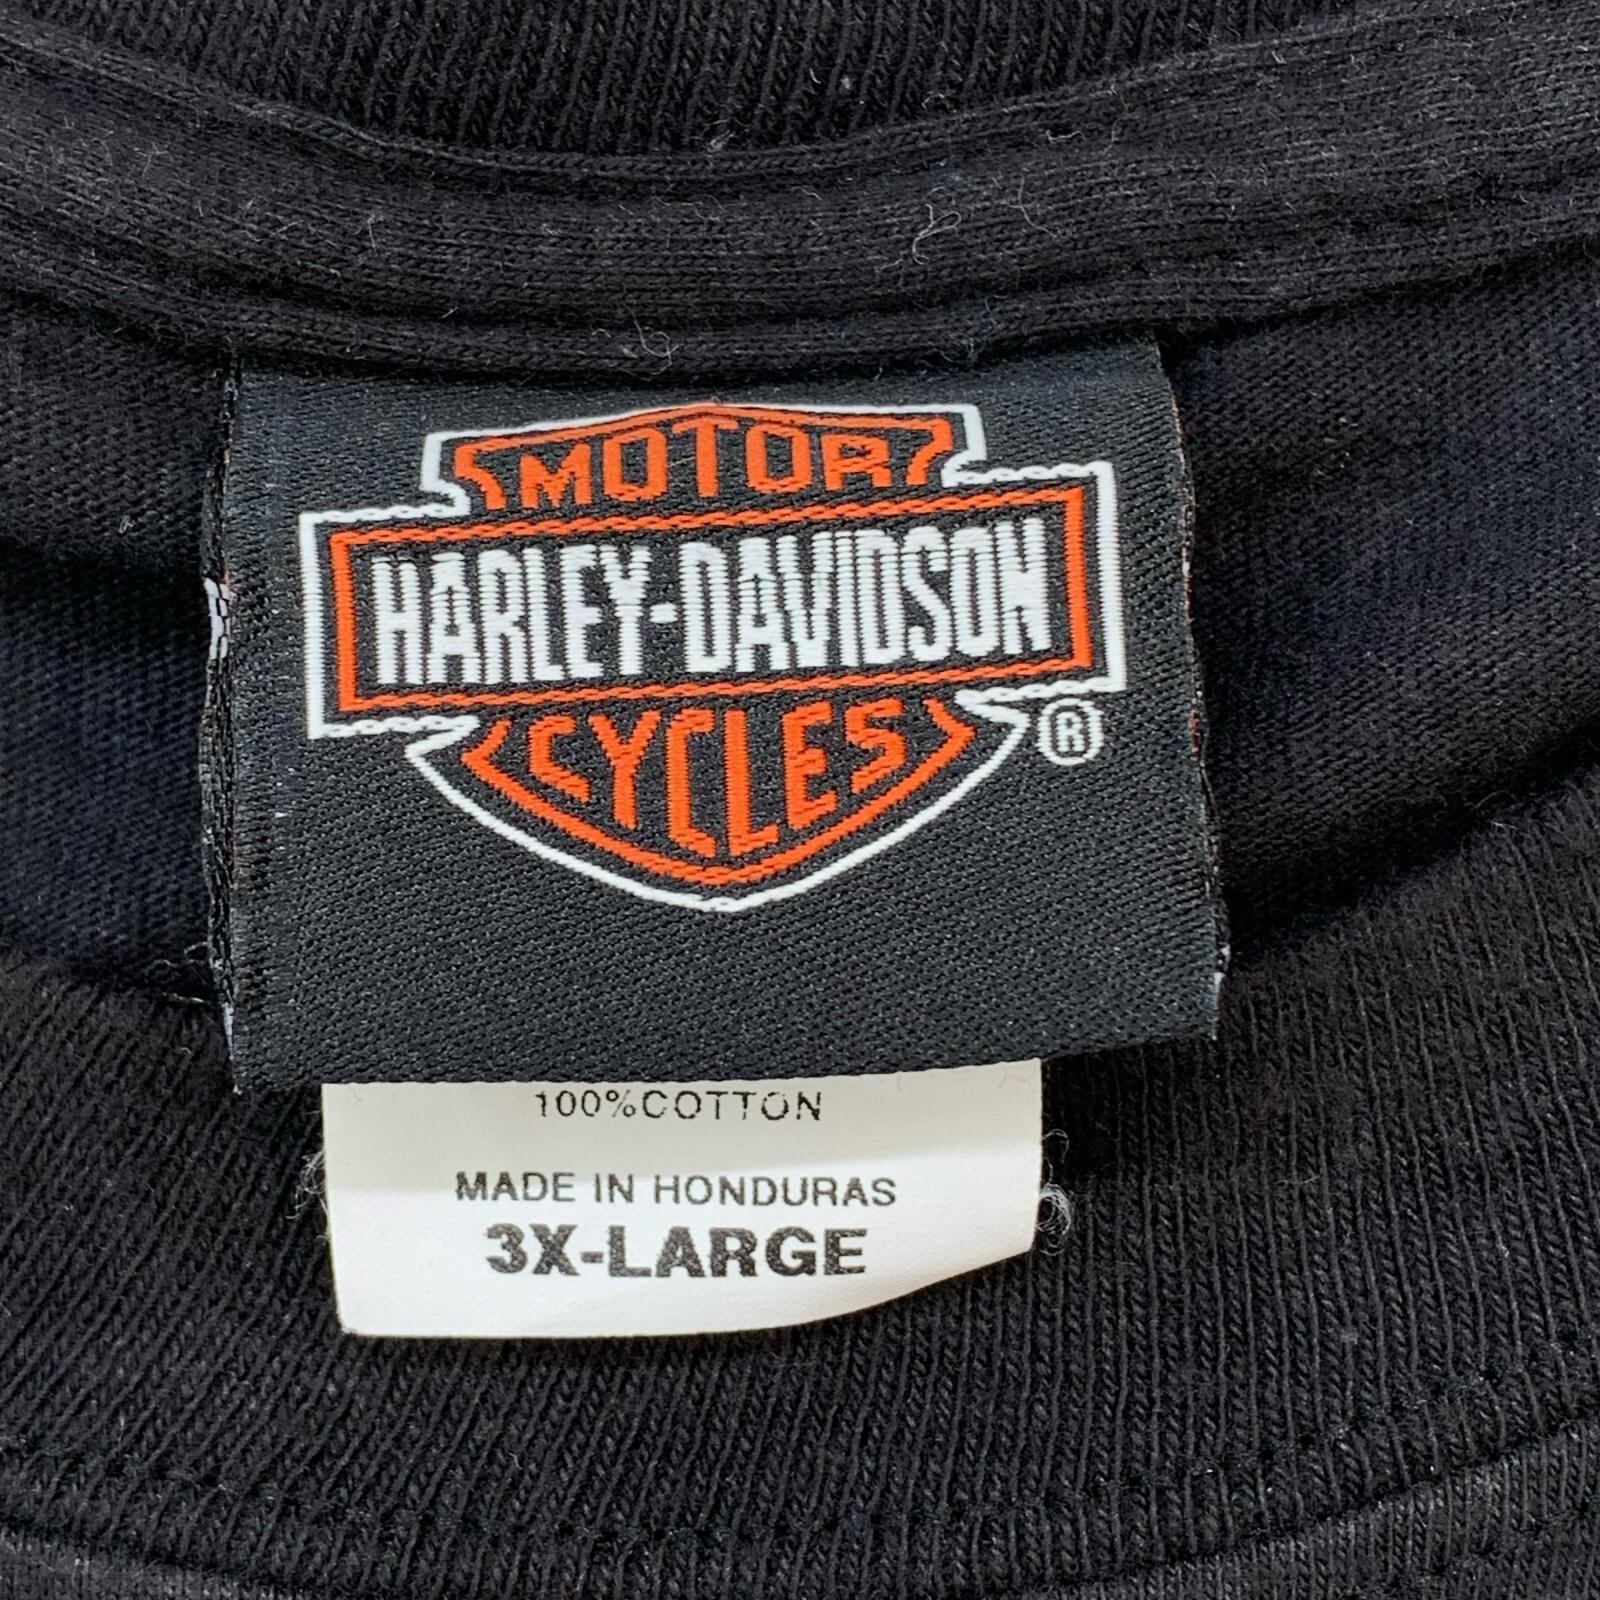 MOTOR
HARLEY-DAVIDSON
CYCLES
®
100%COTTON
MADE IN HONDURAS
3X-LARGE